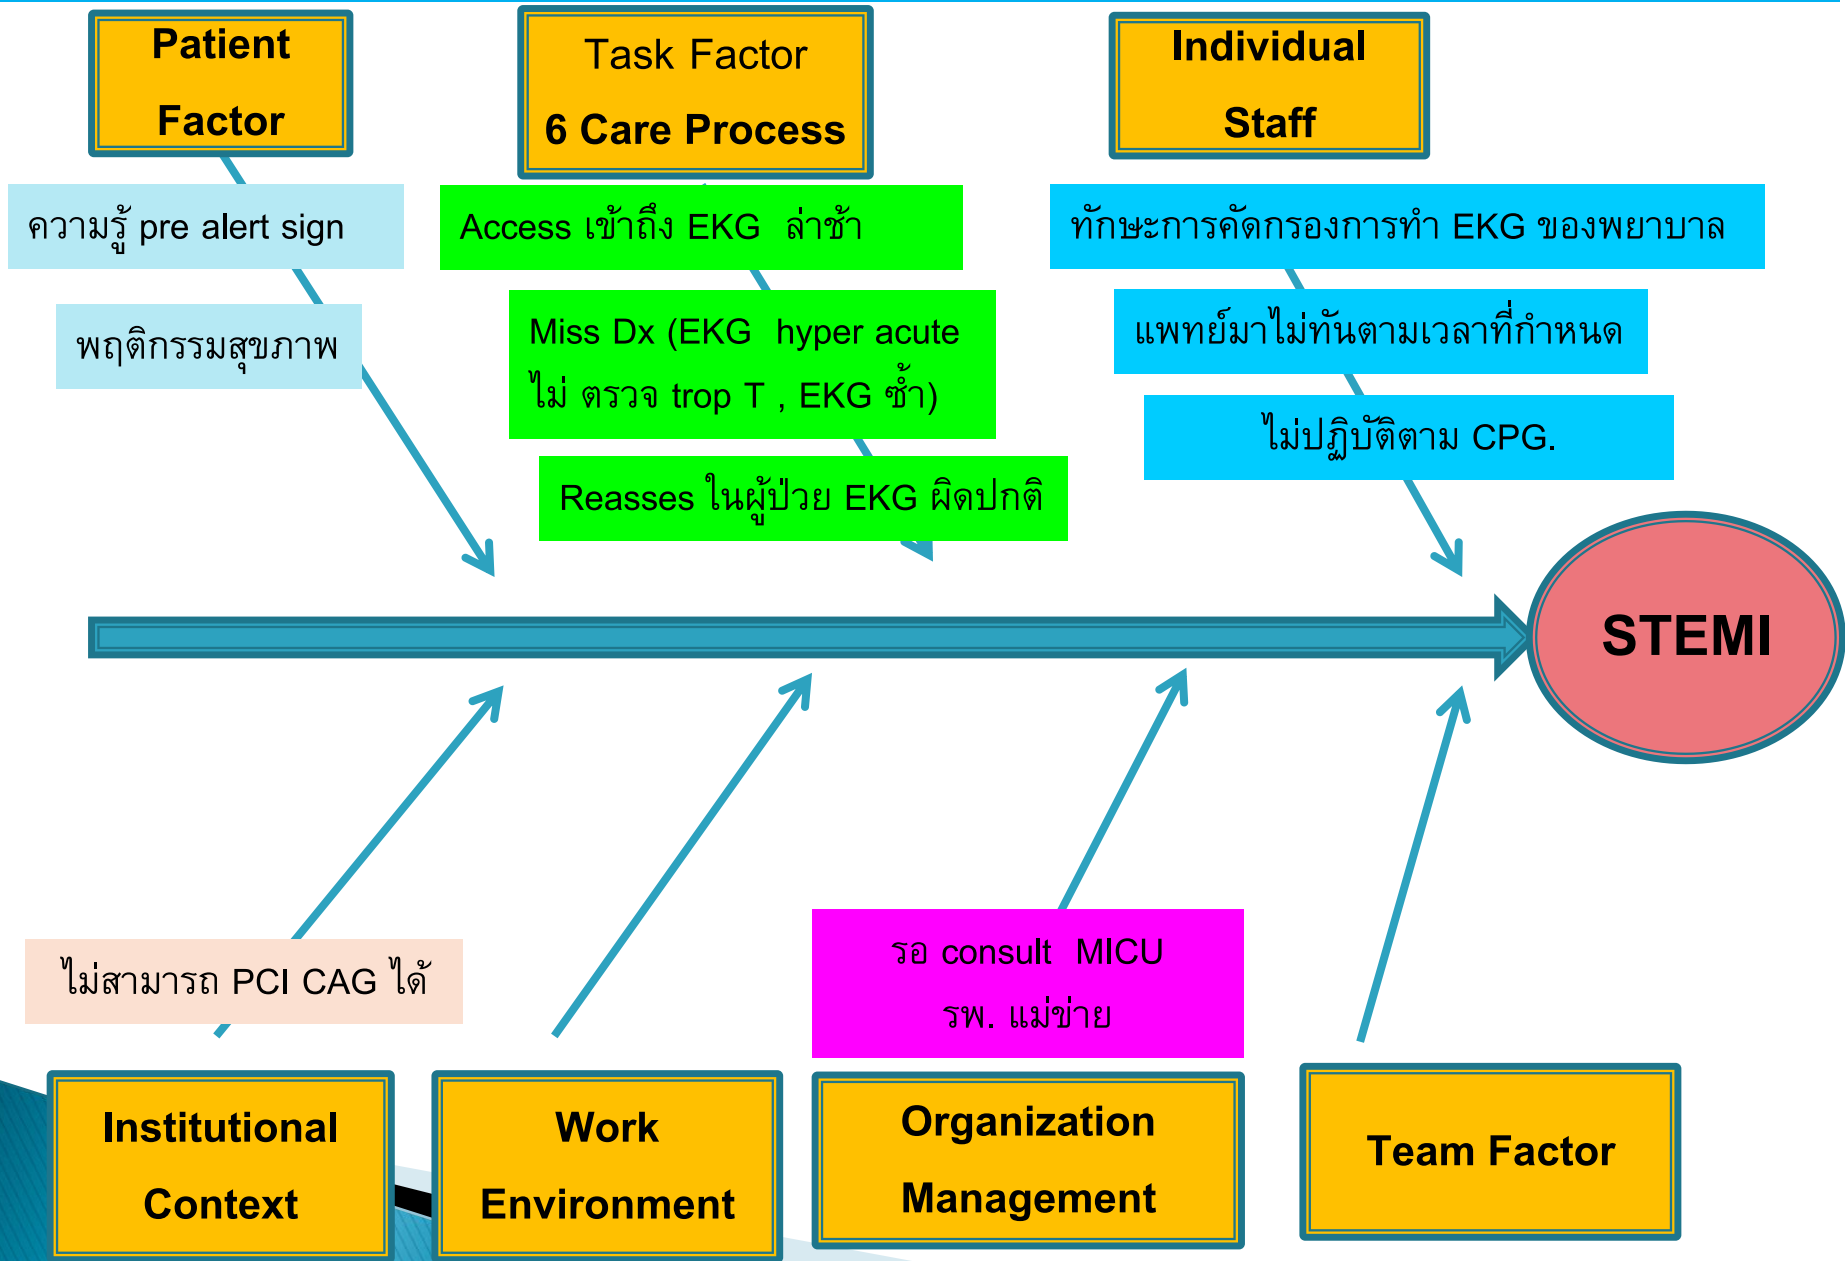 Patient
Factor
Task Factor
6 Care Process
Individual
Staff
ความรู้ pre alert sign
พฤติกรรมสุขภาพ
Access เข้าถึง EKG ล่าช้า
Miss Dx (EKG hyper acute
ไม่ ตรวจ trop T , EKG ซ้ำ)
Reasses ในผู้ป่วย EKG ผิดปกติ
ทักษะการคัดกรองการทำ EKG ของพยาบาล
แพทย์มาไม่ทันตามเวลาที่กำหนด
ไม่ปฏิบัติตาม CPG.
STEMI
ไม่สามารถ PCI CAG ได้
รอ consult MICU
รพ. แม่ข่าย
Institutional
Context
Work
Environment
Organization
Management
Team Factor